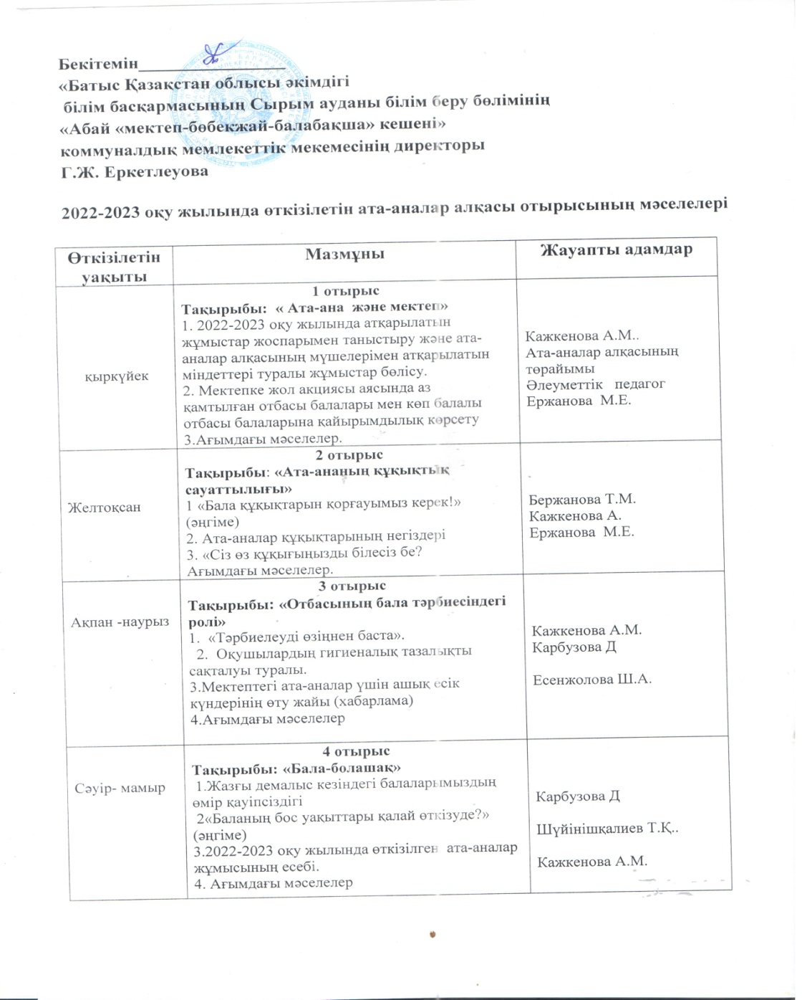 Бекітемін________________
«Батыс Қазақстан облысы әкімдігі
білім басқармасының Сырым ауданы білім беру бөлімінің
«Абай «мектеп-бөбекжай-балабақша» кешені»
коммуналдық мемлекеттік мекемесінің директоры
Г.Ж. Еркетлеуова
2022-2023 оқу жылында өткізілетін ата-аналар алқасы отырысының мәселелері
Өткізілетін
уақыты
Мазмұны
Жауапты адамдар
қыркүйек
1 отырыс
Тақырыбы: « Ата-ана және мектеп»
1. 2022-2023 оқу жылында атқарылатын
жұмыстар жоспарымен таныстыру және ата-
аналар алқасының мүшелерімен атқарылатын
міндеттері туралы жұмыстар бөлісу.
2. Мектепке жол акциясы аясында аз
қамтылған отбасы балалары мен көп балалы
отбасы балаларына қайырымдылық көрсету
3.Ағымдағы мәселелер.
Кажкенова А.М..
Ата-аналар алқасының
төрайымы
Әлеуметтік педагог
Ержанова М.Е.
Желтоқсан
2 отырыс
Тақырыбы: «Ата-ананың құқықтық
сауаттылығы»
1 «Бала құқықтарын қорғауымыз керек!»
(әңгіме)
2. Ата-аналар құқықтарының негіздері
3. «Сіз өз құқығыңызды білесіз бе?
Ағымдағы мәселелер.
Бержанова Т.М.
Кажкенова А.
Ержанова М.Е.
Ақпан -наурыз
3 отырыс
Тақырыбы: «Отбасының бала тәрбиесіндегі
ролі»
1. «Тәрбиелеуді өзіңнен баста».
2. Оқушылардың гигиеналық тазалықты
сақталуы туралы.
3.Мектептегі ата-аналар үшін ашық есік
күндерінің өту жайы (хабарлама)
4.Ағымдағы мәселелер
Кажкенова А.М.
Карбузова Д
Есенжолова Ш.А.
Сәуір- мамыр
4 отырыс
Тақырыбы: «Бала-болашақ»
1.Жазғы демалыс кезіндегі балаларымыздың
өмір қауіпсіздігі
2«Баланың бос уақыттары қалай өткізуде?»
(әңгіме)
3.2022-2023 оқу жылында өткізілген ата-аналар
жұмысының есебі.
4. Ағымдағы мәселелер
Карбузова Д
Шүйінішқалиев Т.Қ..
Кажкенова А.М.